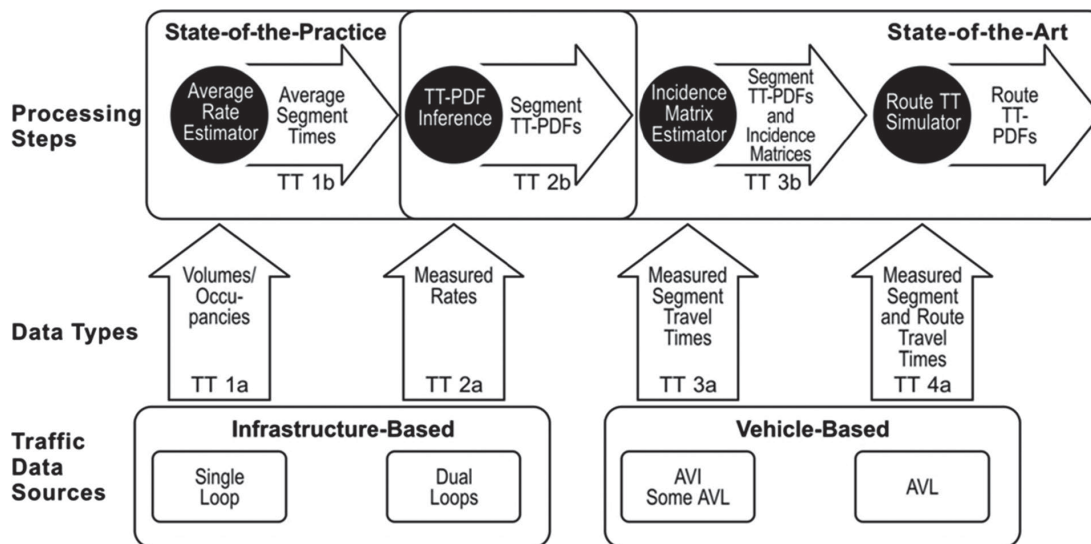 State-of-the-Practice
State-of-the-Art
Processing
Steps
Average
Rate
Estimator
Average
Segment
Times
TT 1b
TT-PDF
Inference
Segment
TT-PDFs
TT 2b
Incidence
Matrix
Estimator
Segment
TT-PDFs
and
Incidence
Matrices
TT 3b
Route TT
Simulator
Route
TT-
PDFs
Data Types
Volumes/
Occu-
pancies
TT 1a
Measured
Rates
TT 2a
Measured
Segment
Travel
Times
TT 3a
Measured
Segment
and Route
Travel
Times
TT 4a
Traffic
Data
Sources
Infrastructure-Based
Single
Loop
Dual
Loops
Vehicle-Based
AVI
Some AVL
AVL